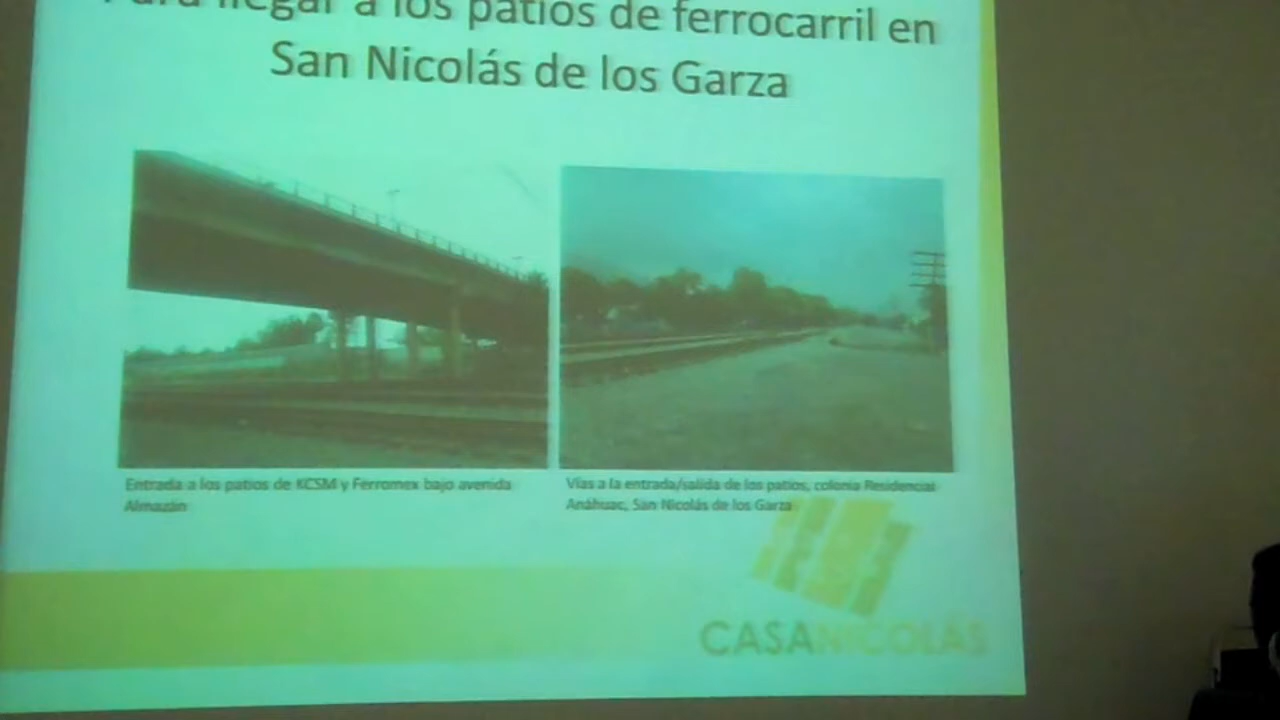 Para llegar a los patios de ferrocarril en
San Nicolás de los Garza
Entrada a los patios de KCSM y Ferromex bajo avenida
Almazán
Vías a la entrada/salida de los patios, colonia Residencial
Anáhuac, San Nicolás de los Garza
CASANICOLÁS